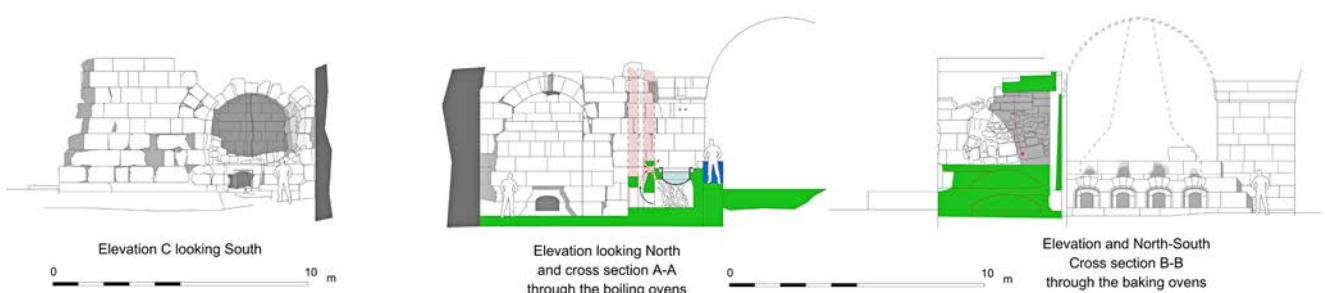 Elevation C looking South
0 10 m
Elevation looking North
and cross section A-A
through the boiling ovens
0 10 m
Elevation and North-South
Cross section B-B
through the baking ovens